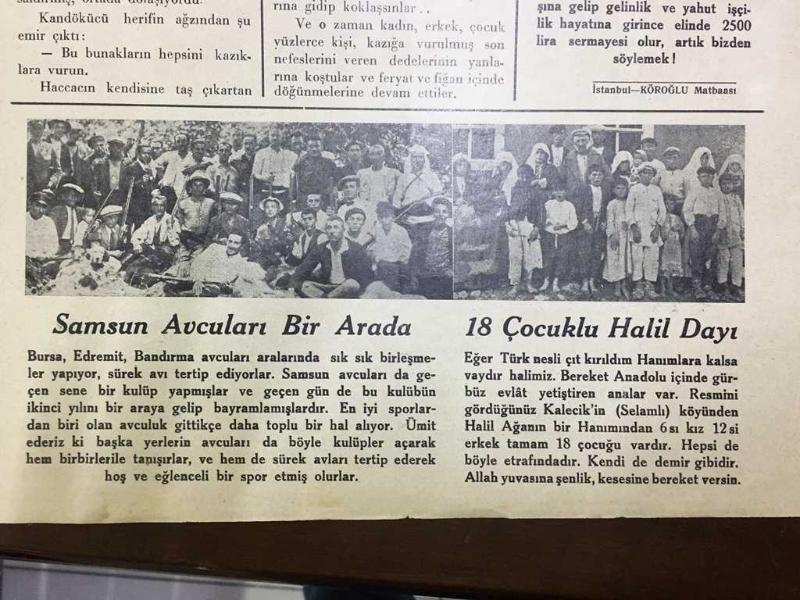 Kandökücü herifin ağzından şu
emir çıktı:
— Bu bunakların hepsini kazık-
lara vurun.
Haccacın kendisine taş çıkartan
rına gidip koklaşsınlar..
Ve o zaman kadın, erkek, çocuk
yüzlerce kişi, kazığa vurulmuş son
nefeslerini veren dedelerinin yanla-
rına koştular ve feryat ve figan içinde
döğünmelerine devam ettiler.
şına gelip gelinlik ve yahut işçi-
lik hayatına girince elinde 2500
lira sermayesi olur, artık bizden
söylemek!
İstanbul—KÖROĞLU Matbaası
Samsun Avcuları Bir Arada
Bursa, Edremit, Bandırma avcuları aralarında sık sık birleşme-
ler yapıyor, sürek avı tertip ediyorlar. Samsun avcuları da ge-
çen sene bir kulüp yapmışlar ve geçen gün de bu kulübün
ikinci yılını bir araya gelip bayramlamışlardır. En iyi sporlar-
dan biri olan avculuk gittikçe daha toplu bir hal alıyor. Ümit
ederiz ki başka yerlerin avcuları da böyle kulüpler açarak
hem birbirlerile tanışırlar, ve hem de sürek avları tertip ederek
hoş ve eğlenceli bir spor etmiş olurlar.
18 Çocuklu Halil Dayı
Eğer Türk nesli çıt kırıldım Hanımlara kalsa
vaydır halimiz. Bereket Anadolu içinde gür-
büz evlât yetiştiren analar var. Resmini
gördüğünüz Kalecik'in (Selamlı) köyünden
Halil Ağanın bir Hanımından 6 sı kız 12 si
erkek tamam 18 çocuğu vardır. Hepsi de
böyle etrafındadır. Kendi de demir gibidir.
Allah yuvasına şenlik, kesesine bereket versin.